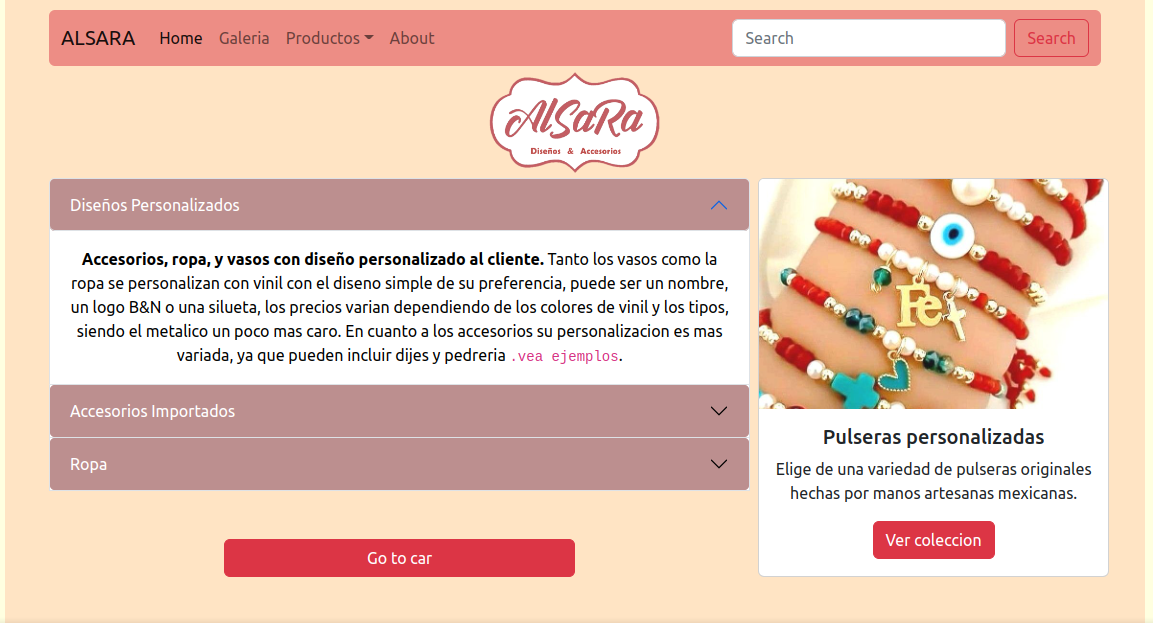 ALSARA Home Galeria Productos About Search Search
AlSaRa
Diseños & Accesorios
Diseños Personalizados
Accesorios, ropa, y vasos con diseño personalizado al cliente. Tanto los vasos como la
ropa se personalizan con vinil con el diseno simple de su preferencia, puede ser un nombre,
un logo B&N o una silueta, los precios varian dependiendo de los colores de vinil y los tipos,
siendo el metalico un poco mas caro. En cuanto a los accesorios su personalizacion es mas
variada, ya que pueden incluir dijes y pedreria .vea ejemplos.
Accesorios Importados
Ropa
Go to car
Fe
Pulseras personalizadas
Elige de una variedad de pulseras originales
hechas por manos artesanas mexicanas.
Ver coleccion